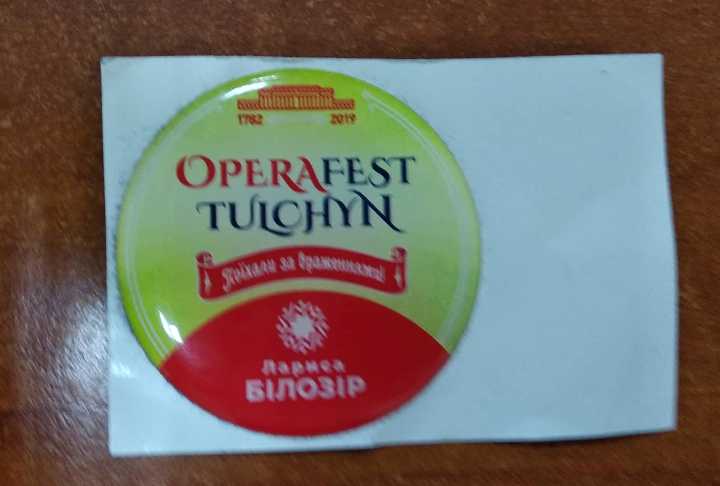 1782 2019
OPERAFEST
TULCHYN
Поїхали за враженнями!
Лариса
БІЛОЗІР